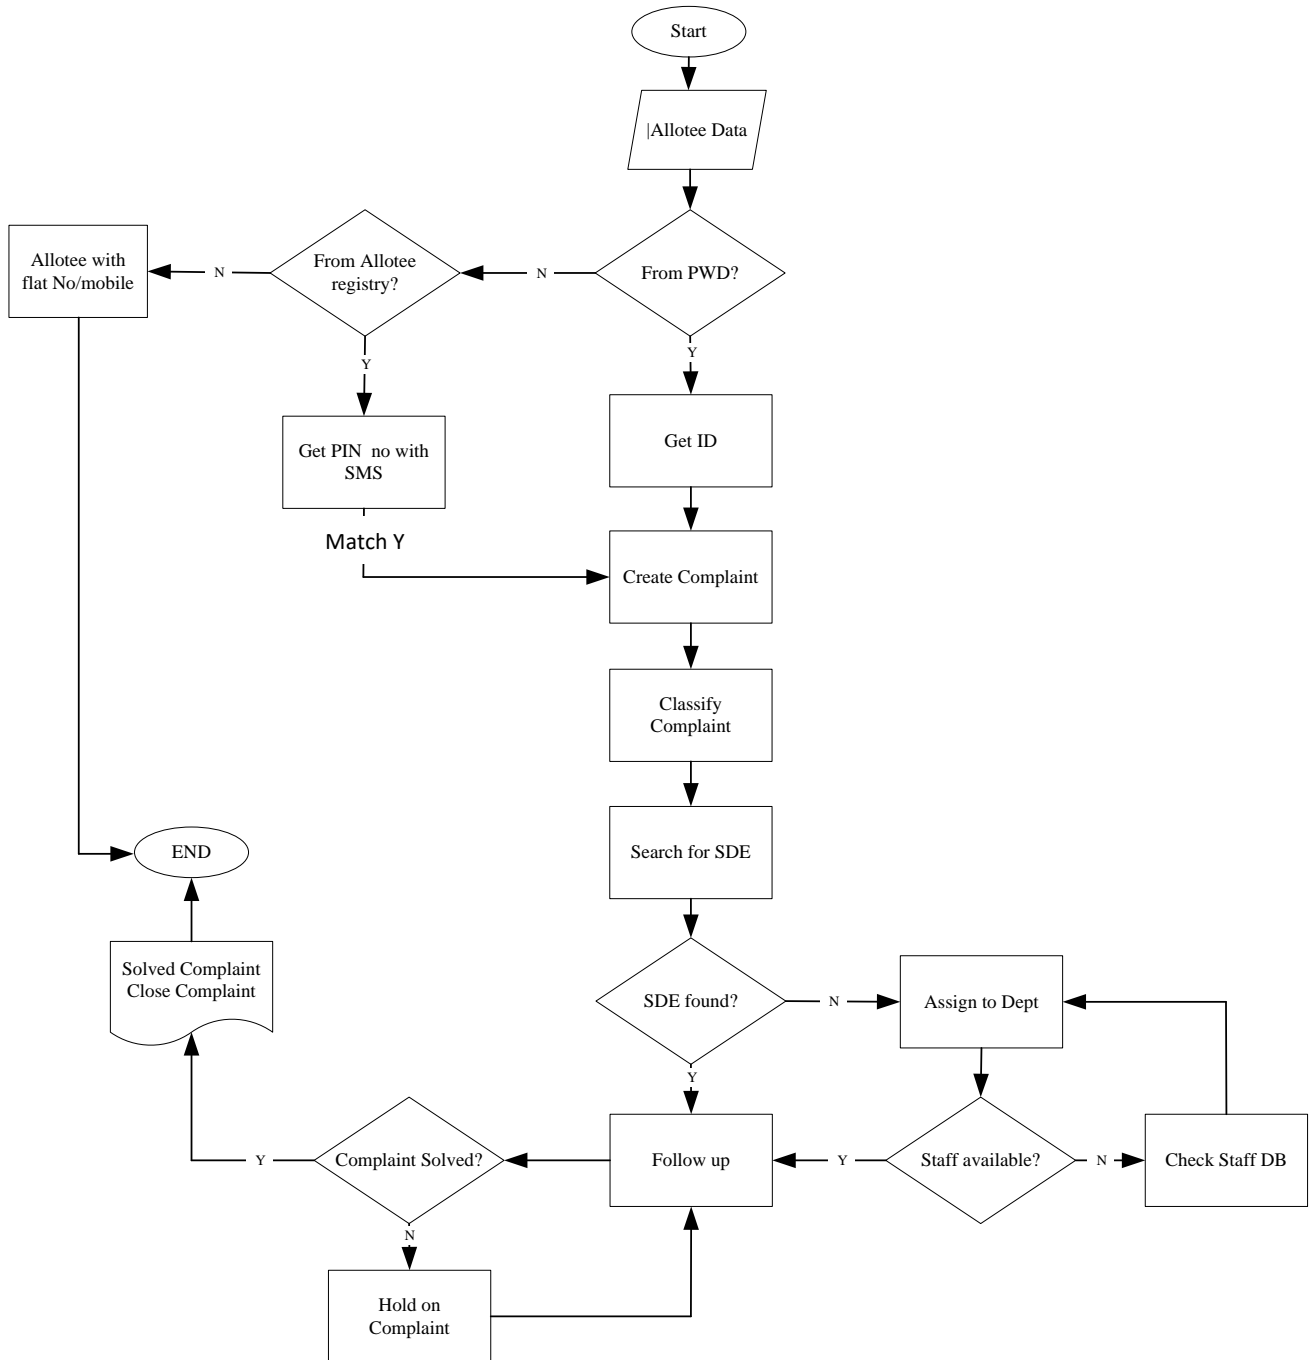 Start
|Allotee Data
Allotee with
flat No/mobile
N
From Allotee
registry?
N
From PWD?
Y
Y
Get PIN  no with
SMS
Get ID
Match Y
Create Complaint
Classify
Complaint
Search for SDE
END
Solved Complaint
Close Complaint
SDE found?
N
Assign to Dept
Y
Y
Complaint Solved?
Follow up
Y
Staff available?
N
Check Staff DB
N
Hold on
Complaint